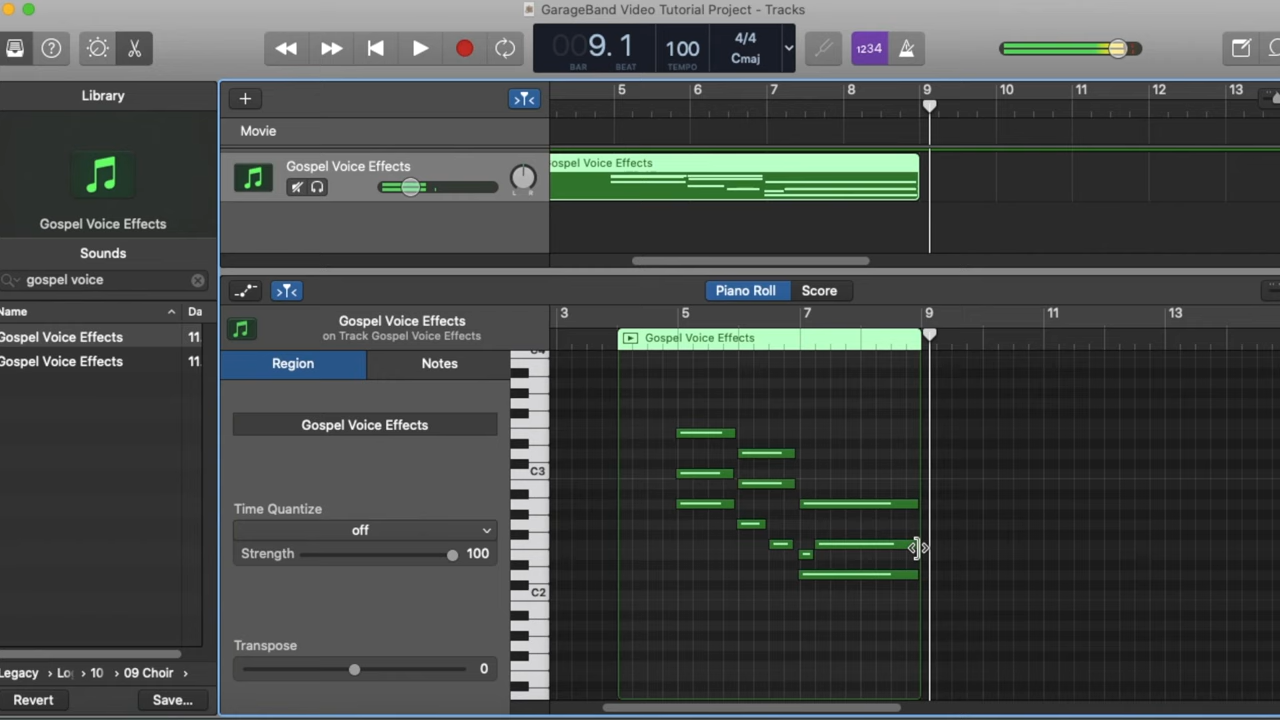 GarageBand Video Tutorial Project - Tracks
009.1
BAR BEAT
100
TEMPO
4/4
Cmaj
1234
Library
Gospel Voice Effects
Sounds
gospel voice
Name Da
Gospel Voice Effects 11
Gospel Voice Effects 11
Legacy › Lo › 10 › 09 Choir ›
Revert Save...
5 6 7 8 9 10 11 12 13
Movie
Gospel Voice Effects
L R
ospel Voice Effects
Piano Roll Score
Gospel Voice Effects
on Track Gospel Voice Effects
Region Notes
Gospel Voice Effects
Time Quantize
off
Strength 100
Transpose
0
3 5 7 9 11 13
Gospel Voice Effects
C4
C3
C2